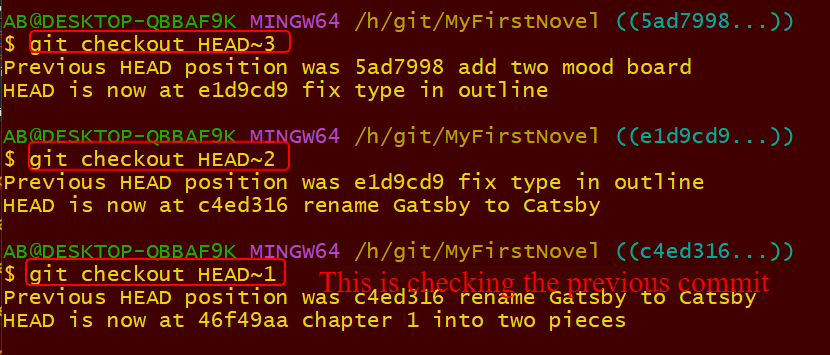 AB@DESKTOP-QBBAF9K MINGW64 /h/git/MyFirstNovel ((5ad7998...))
$ git checkout HEAD~3
Previous HEAD position was 5ad7998 add two mood board
HEAD is now at e1d9cd9 fix type in outline
AB@DESKTOP-QBBAF9K MINGW64 /h/git/MyFirstNovel ((e1d9cd9...))
$ git checkout HEAD~2
Previous HEAD position was e1d9cd9 fix type in outline
HEAD is now at c4ed316 rename Gatsby to Catsby
AB@DESKTOP-QBBAF9K MINGW64 /h/git/MyFirstNovel ((c4ed316...))
$ git checkout HEAD~1
This is checking the previous commit
Previous HEAD position was c4ed316 rename Gatsby to Catsby
HEAD is now at 46f49aa chapter 1 into two pieces